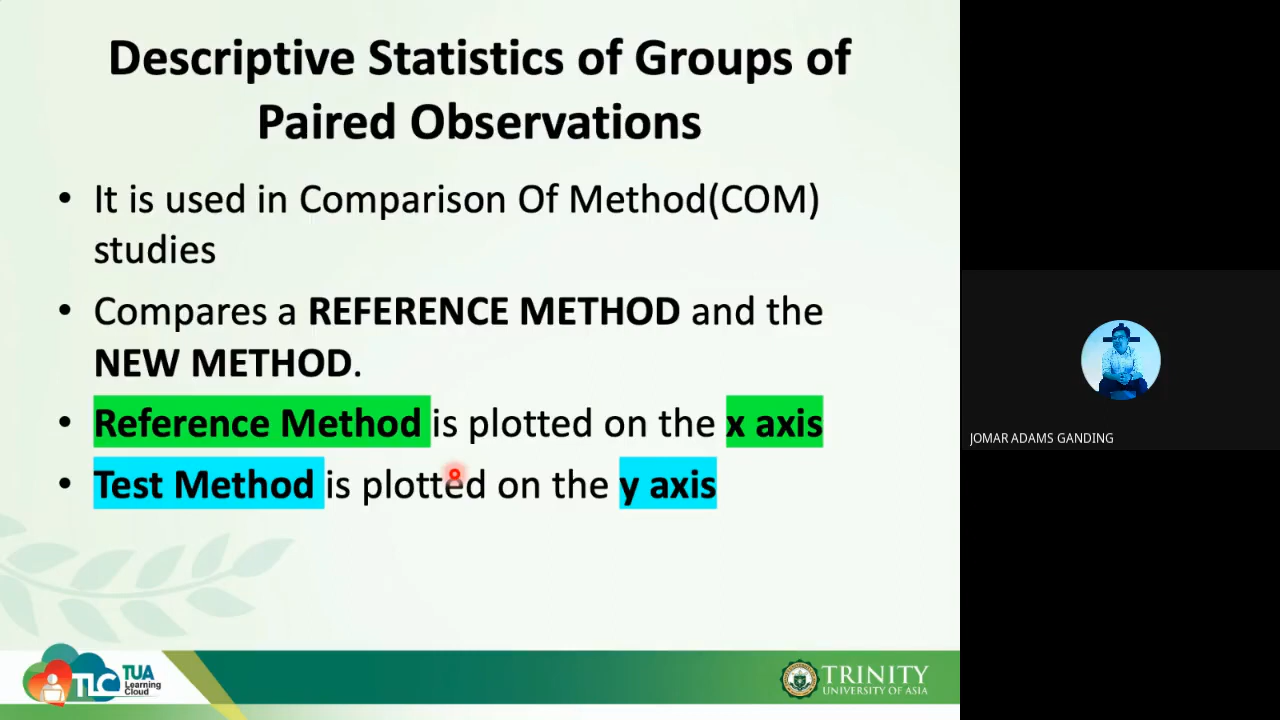 Descriptive Statistics of Groups of
Paired Observations
• It is used in Comparison Of Method(COM)
studies
• Compares a REFERENCE METHOD and the
NEW METHOD.
• Reference Method is plotted on the x axis
• Test Method is plotted on the y axis
JOMAR ADAMS GANDING
TLC
TUA
Learning
Cloud
TRINITY
UNIVERSITY OF ASIA